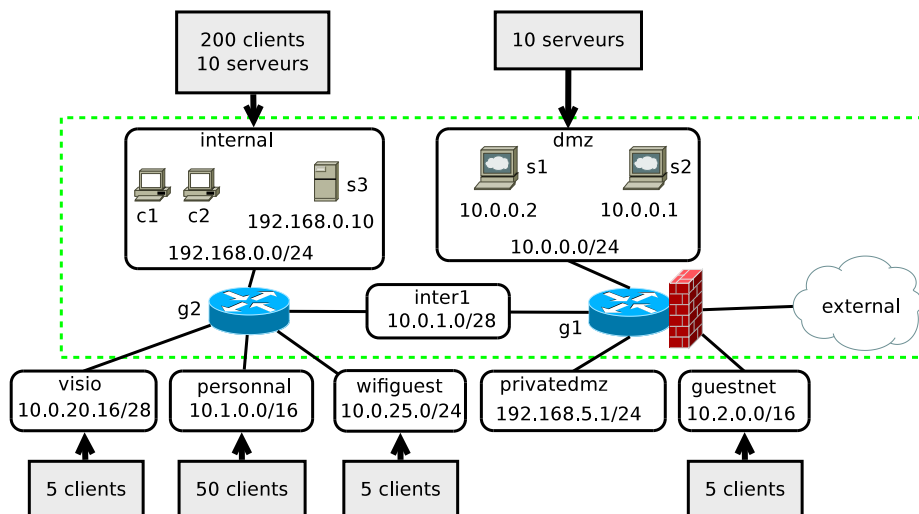 200 clients
10 serveurs
10 serveurs
internal
c1
c2
s3
192.168.0.10
192.168.0.0/24
dmz
s1
s2
10.0.0.2
10.0.0.1
10.0.0.0/24
g2
inter1
10.0.1.0/28
g1
external
visio
10.0.20.16/28
personnal
10.1.0.0/16
wifiguest
10.0.25.0/24
privatedmz
192.168.5.1/24
guestnet
10.2.0.0/16
5 clients
50 clients
5 clients
5 clients